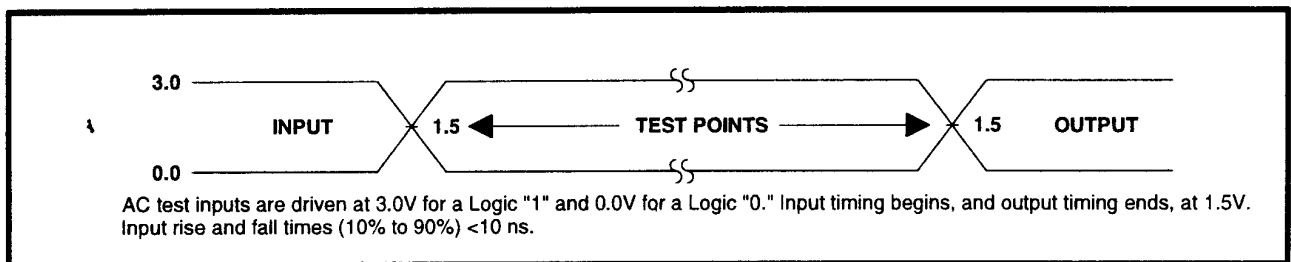 3.0
INPUT 1.5 TEST POINTS 1.5 OUTPUT
0.0
AC test inputs are driven at 3.0V for a Logic "1" and 0.0V for a Logic "0." Input timing begins, and output timing ends, at 1.5V.
Input rise and fall times (10% to 90%) <10 ns.